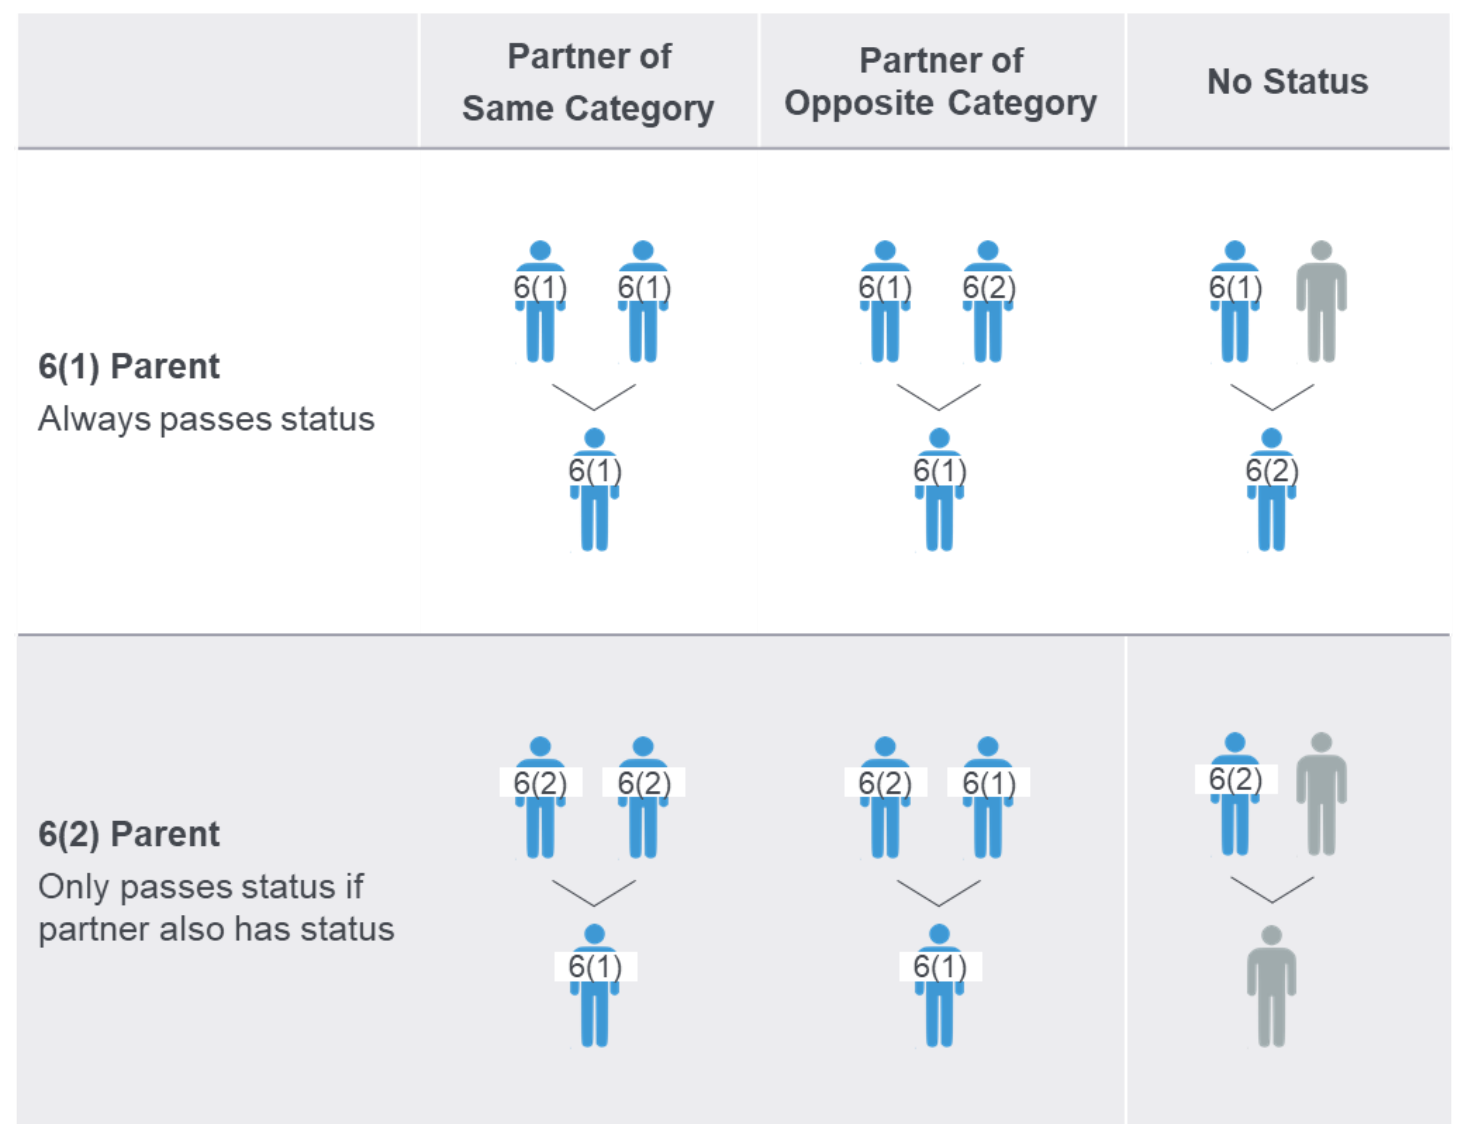 Partner of
Same Category
Partner of
Opposite Category
No Status
6(1) Parent
Always passes status
6(1) 6(1)
6(1)
6(1) 6(2)
6(1)
6(1)
6(2)
6(2) Parent
Only passes status if
partner also has status
6(2) 6(2)
6(1)
6(2) 6(1)
6(1)
6(2)